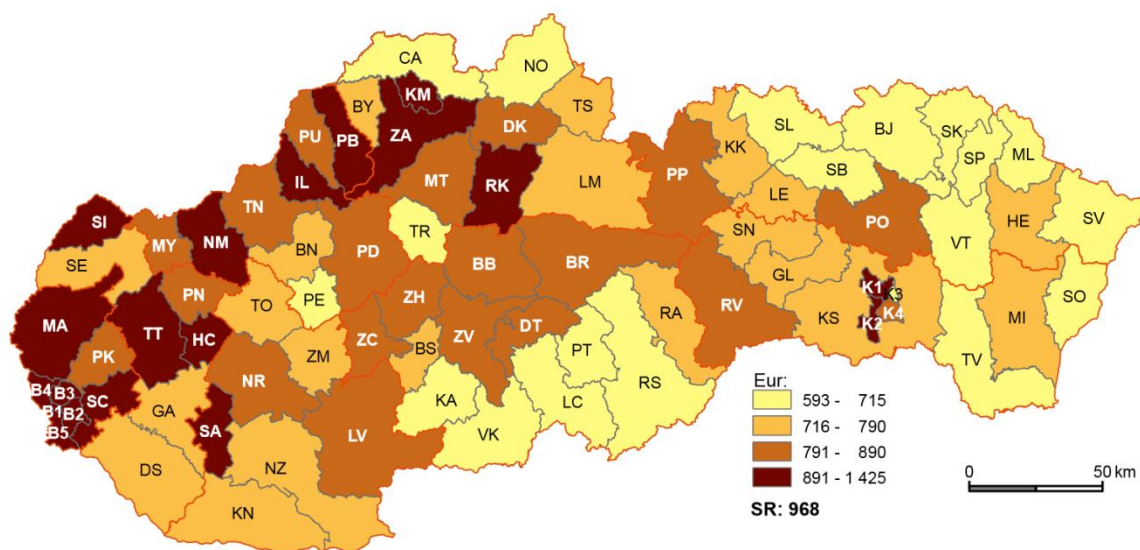 CA
NO
KM
BY
TS
PU
PB
ZA
DK
SL
BJ
SK
SP
ML
KK
SB
IL
MT
RK
LM
PP
LE
TN
SI
MY
NM
TR
PO
HE
SV
SE
BN
PD
BB
BR
SN
VT
GL
PN
TO
PE
ZH
K1
K3
SO
MA
TT
HC
RV
KS
K4
K2
MI
PK
ZC
BS
ZV
DT
RA
ZM
PT
TV
NR
B4
B3
SC
B1
B2
B5
GA
KA
LC
RS
SA
LV
VK
DS
NZ
KN
Eur:
593 - 715
716 - 790
791 - 890
891 - 1 425
SR: 968
0 50 km